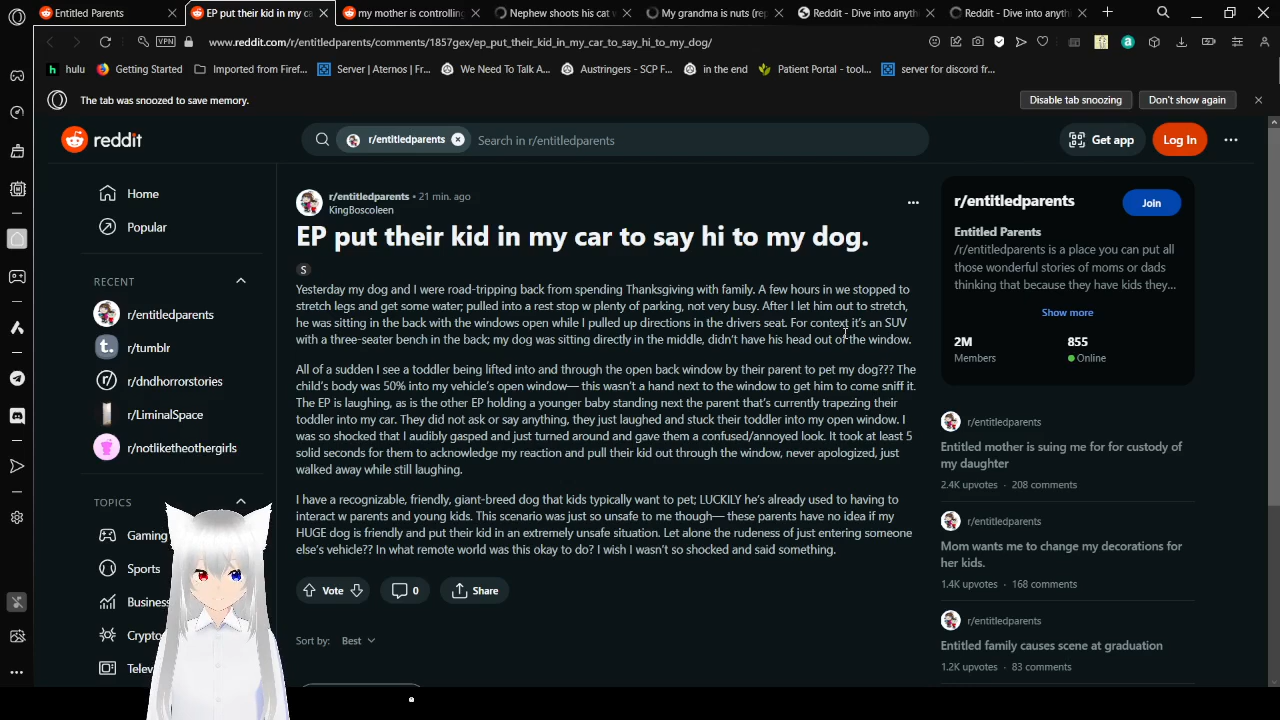 Entitled Parents
EP put their kid in my ca
my mother is controlling
Nephew shoots his cat w
My grandma is nuts (rep
Reddit - Dive into anyth
Reddit - Dive into anyth
VPN
www.reddit.com/r/entitledparents/comments/1857gex/ep_put_their_kid_in_my_car_to_say_hi_to_my_dog/
h hulu
Getting Started
Imported from Firef...
Server | Aternos | Fr...
We Need To Talk A...
Austringers - SCP F...
in the end
Patient Portal - tool...
server for discord fr...
The tab was snoozed to save memory.
Disable tab snoozing
Don't show again
reddit
r/entitledparents
Search in r/entitledparents
Get app
Log In
Home
Popular
RECENT
r/entitledparents
r/tumblr
r/dndhorrorstories
r/LiminalSpace
r/notliketheothergirls
TOPICS
Gaming
Sports
Business
Crypto
Telev
r/entitledparents • 21 min. ago
KingBoscoleen
EP put their kid in my car to say hi to my dog.
S
Yesterday my dog and I were road-tripping back from spending Thanksgiving with family. A few hours in we stopped to
stretch legs and get some water; pulled into a rest stop w plenty of parking, not very busy. After I let him out to stretch,
he was sitting in the back with the windows open while I pulled up directions in the drivers seat. For context it's an SUV
with a three-seater bench in the back; my dog was sitting directly in the middle, didn't have his head out of the window.
All of a sudden I see a toddler being lifted into and through the open back window by their parent to pet my dog??? The
child's body was 50% into my vehicle's open window— this wasn't a hand next to the window to get him to come sniff it.
The EP is laughing, as is the other EP holding a younger baby standing next the parent that's currently trapezing their
toddler into my car. They did not ask or say anything, they just laughed and stuck their toddler into my open window. I
was so shocked that I audibly gasped and just turned around and gave them a confused/annoyed look. It took at least 5
solid seconds for them to acknowledge my reaction and pull their kid out through the window, never apologized, just
walked away while still laughing.
I have a recognizable, friendly, giant-breed dog that kids typically want to pet; LUCKILY he's already used to having to
interact w parents and young kids. This scenario was just so unsafe to me though— these parents have no idea if my
HUGE dog is friendly and put their kid in an extremely unsafe situation. Let alone the rudeness of just entering someone
else's vehicle?? In what remote world was this okay to do? I wish I wasn't so shocked and said something.
Vote
0
Share
Sort by: Best
r/entitledparents
Join
Entitled Parents
/r/entitledparents is a place you can put all
those wonderful stories of moms or dads
thinking that because they have kids they...
Show more
2M
855
Members
Online
r/entitledparents
Entitled mother is suing me for for custody of
my daughter
2.4K upvotes · 208 comments
r/entitledparents
Mom wants me to change my decorations for
her kids.
1.4K upvotes · 168 comments
r/entitledparents
Entitled family causes scene at graduation
1.2K upvotes · 83 comments